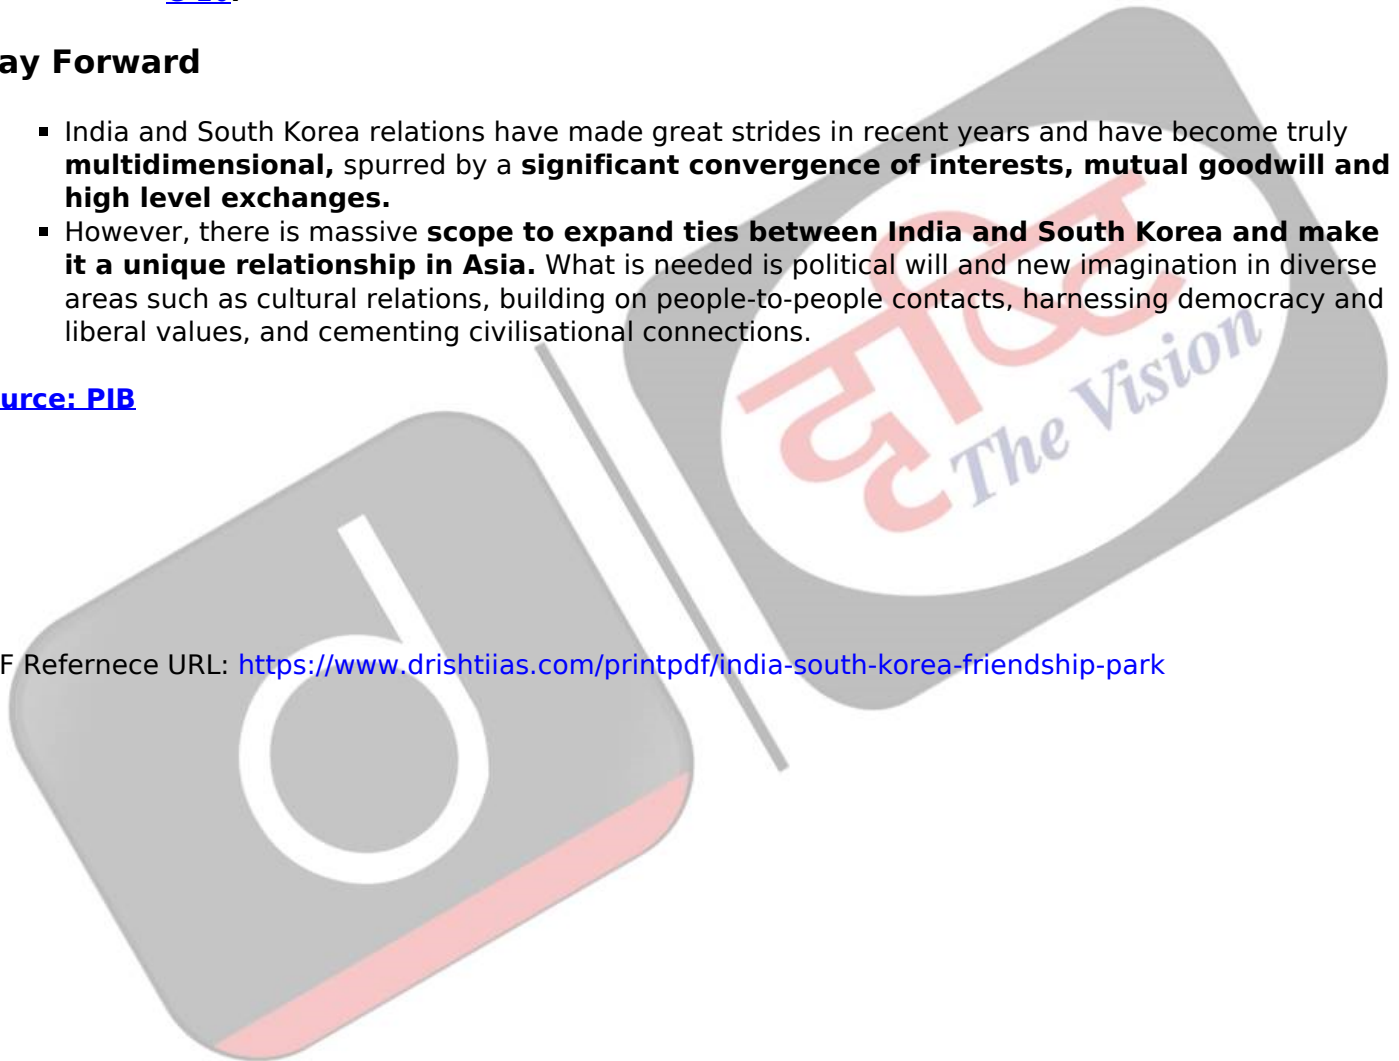 G-20.
ay Forward
▪ India and South Korea relations have made great strides in recent years and have become truly
multidimensional, spurred by a significant convergence of interests, mutual goodwill and
high level exchanges.
▪ However, there is massive scope to expand ties between India and South Korea and make
it a unique relationship in Asia. What is needed is political will and new imagination in diverse
areas such as cultural relations, building on people-to-people contacts, harnessing democracy and
liberal values, and cementing civilisational connections.
urce: PIB
दृष्टि
The Vision
F Refernece URL: https://www.drishtiias.com/printpdf/india-south-korea-friendship-park
d